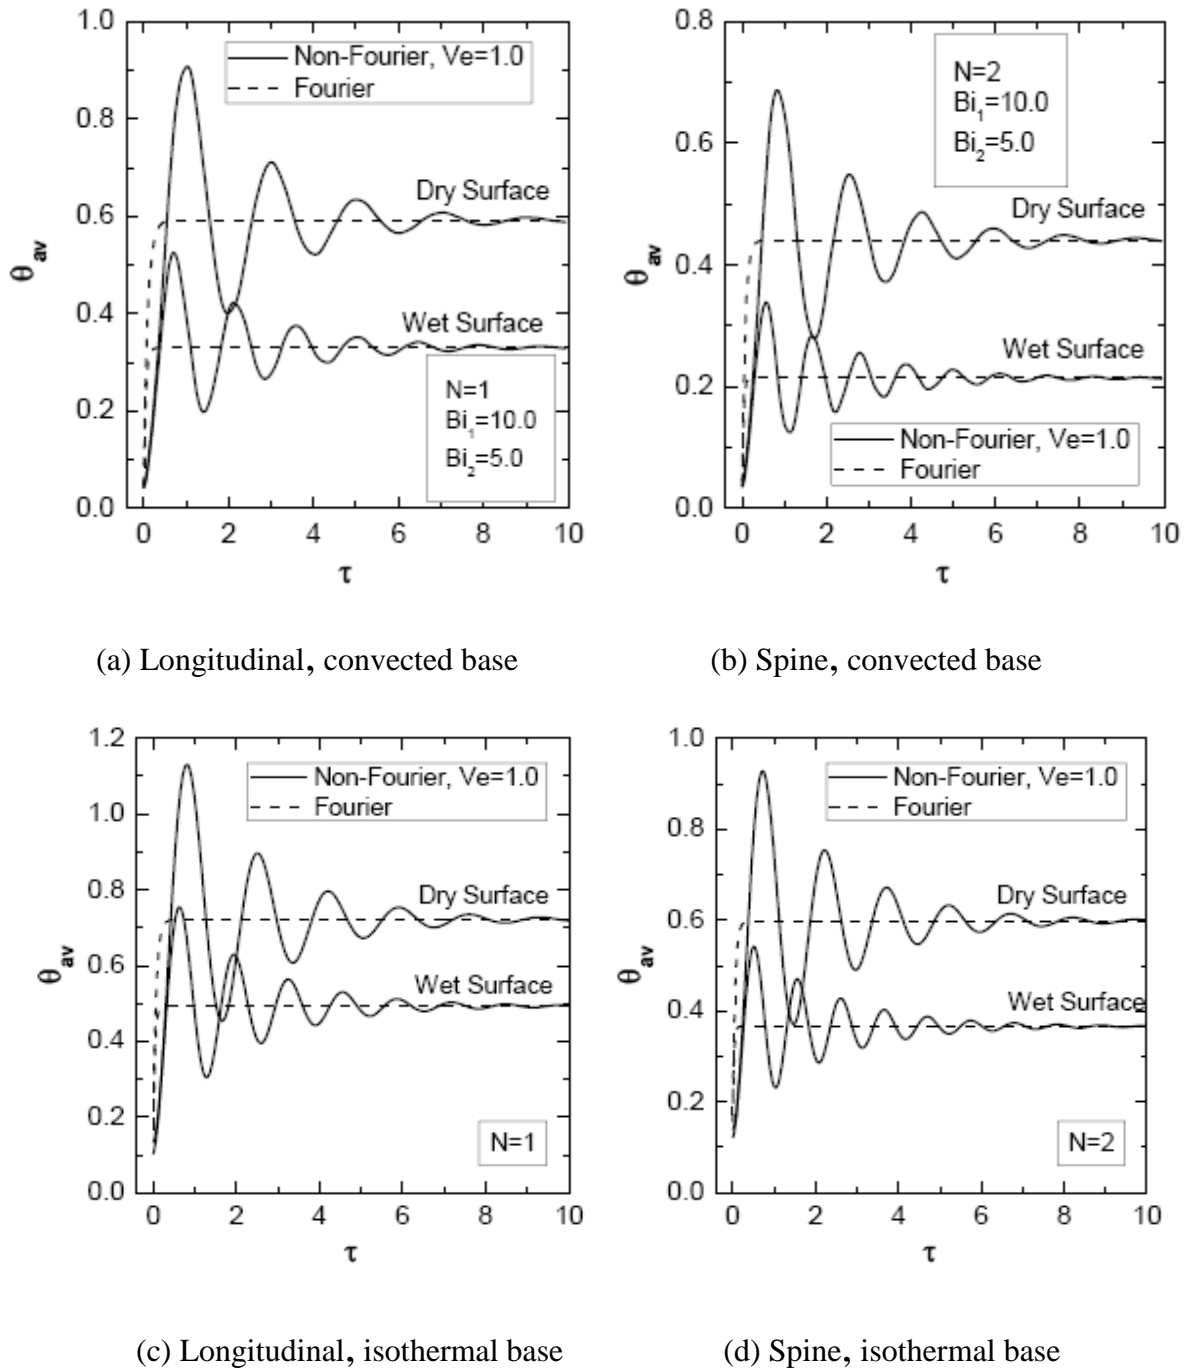 1.0
0.8
0.6
0.4
0.2
0.0
0 2 4 6 8 10
θav
τ
Non-Fourier, Ve=1.0
Fourier
Dry Surface
Wet Surface
N=1
Bi1=10.0
Bi2=5.0
(a) Longitudinal, convected base
0.8
0.6
0.4
0.2
0.0
0 2 4 6 8 10
θav
τ
N=2
Bi1=10.0
Bi2=5.0
Dry Surface
Wet Surface
Non-Fourier, Ve=1.0
Fourier
(b) Spine, convected base
1.2
1.0
0.8
0.6
0.4
0.2
0.0
0 2 4 6 8 10
θav
τ
Non-Fourier, Ve=1.0
Fourier
Dry Surface
Wet Surface
N=1
(c) Longitudinal, isothermal base
1.0
0.8
0.6
0.4
0.2
0.0
0 2 4 6 8 10
θav
τ
Non-Fourier, Ve=1.0
Fourier
Dry Surface
Wet Surface
N=2
(d) Spine, isothermal base